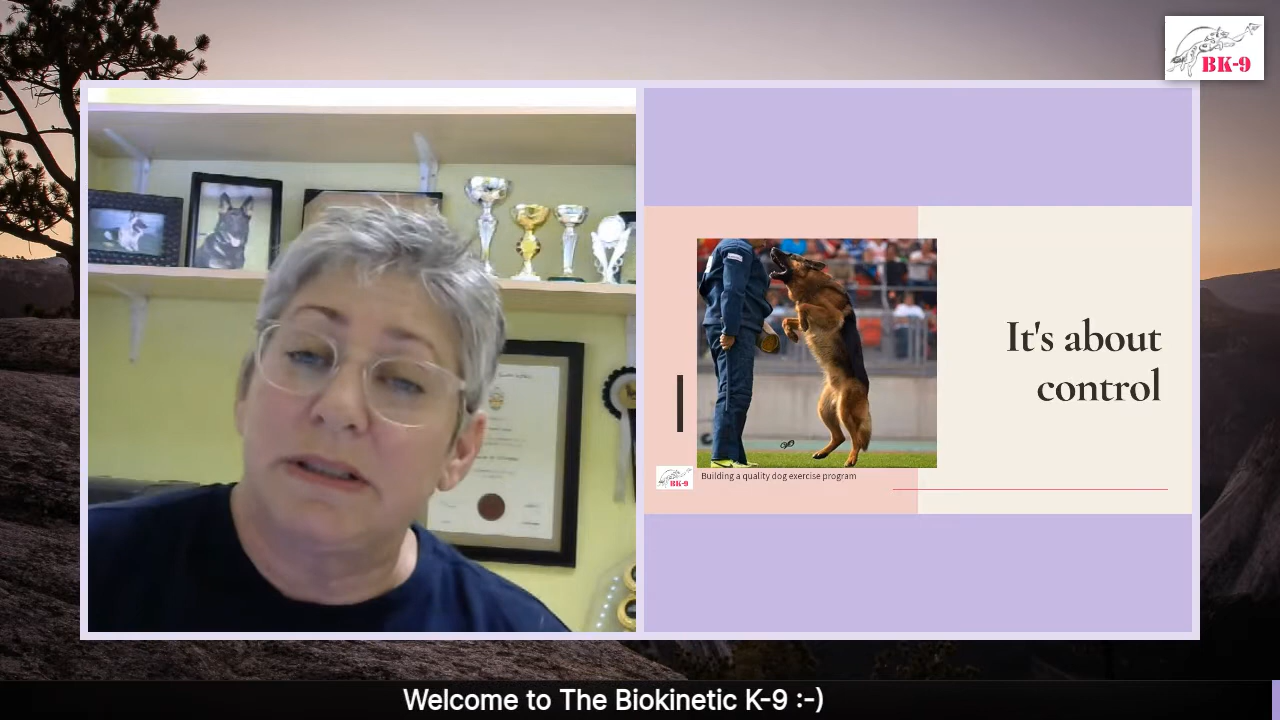 BK-9
It's about
control
BK-9
Building a quality dog exercise program
Welcome to The Biokinetic K-9 :-)